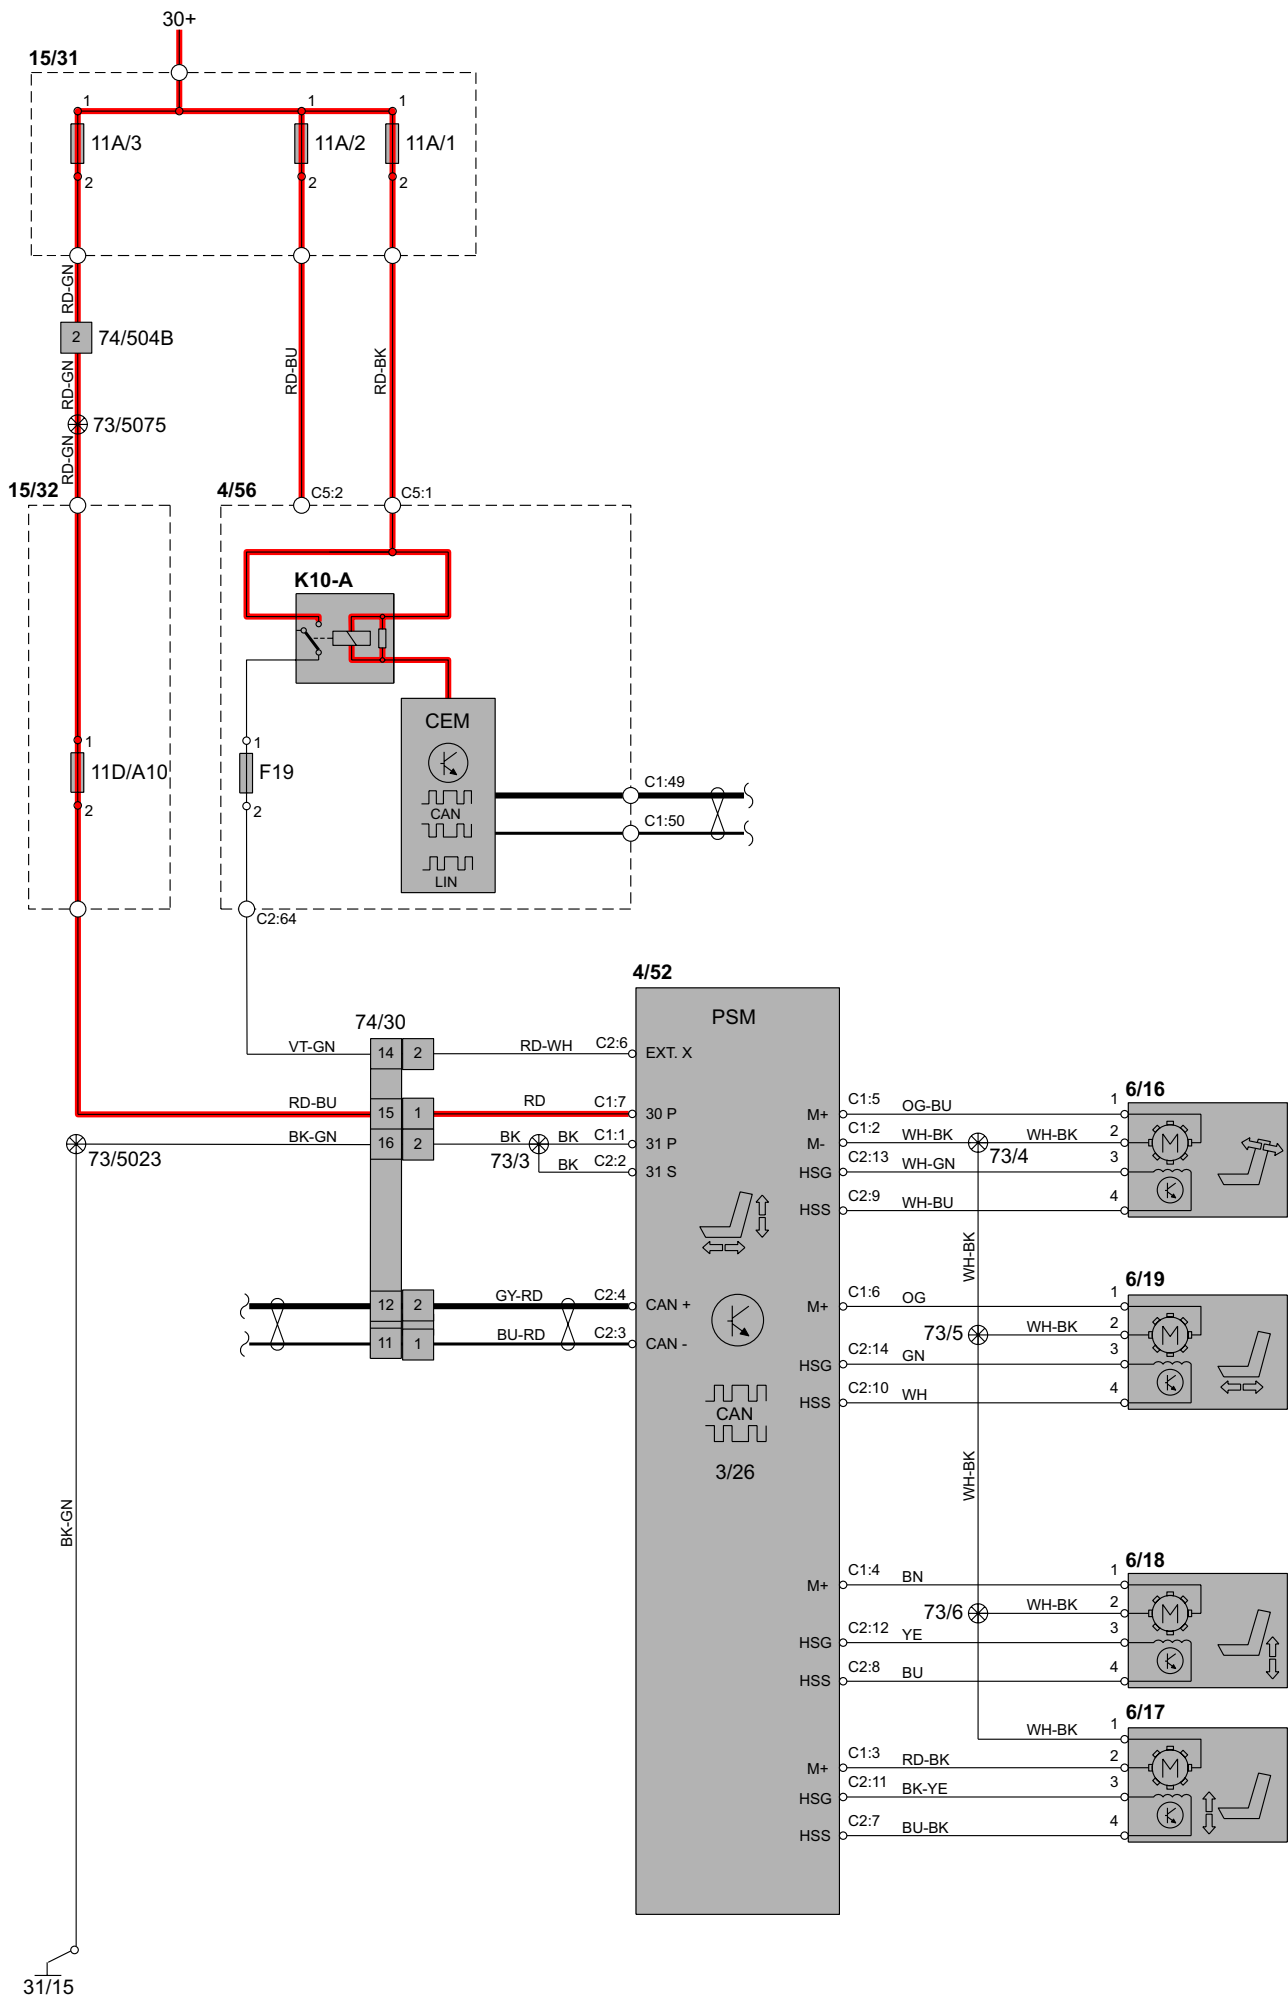 30+
15/31
1
1
1
11A/3
11A/2
11A/1
2
2
2
RD-GN
2
74/504B
RD-GN
RD-BU
RD-BK
73/5075
RD-GN
15/32
4/56
C5:2
C5:1
K10-A
CEM
1
1
11D/A10
F19
2
2
CAN
LIN
C1:49
C1:50
C2:64
4/52
PSM
74/30
VT-GN
14
2
RD-WH
C2:6
EXT. X
RD-BU
15
1
RD
C1:7
30 P
73/5023
BK-GN
16
2
BK
BK
C1:1
31 P
73/3
BK
C2:2
31 S
12
2
GY-RD
C2:4
CAN +
11
1
BU-RD
C2:3
CAN -
CAN
3/26
6/16
M+
C1:5
OG-BU
1
M-
C1:2
WH-BK
WH-BK
2
M
73/4
HSG
C2:13
WH-GN
3
HSS
C2:9
WH-BU
4
WH-BK
6/19
M+
C1:6
OG
1
73/5
WH-BK
2
M
HSG
C2:14
GN
3
HSS
C2:10
WH
4
WH-BK
6/18
M+
C1:4
BN
1
73/6
WH-BK
2
M
HSG
C2:12
YE
3
HSS
C2:8
BU
4
6/17
WH-BK
1
M+
C1:3
RD-BK
2
M
HSG
C2:11
BK-YE
3
HSS
C2:7
BU-BK
4
BK-GN
31/15